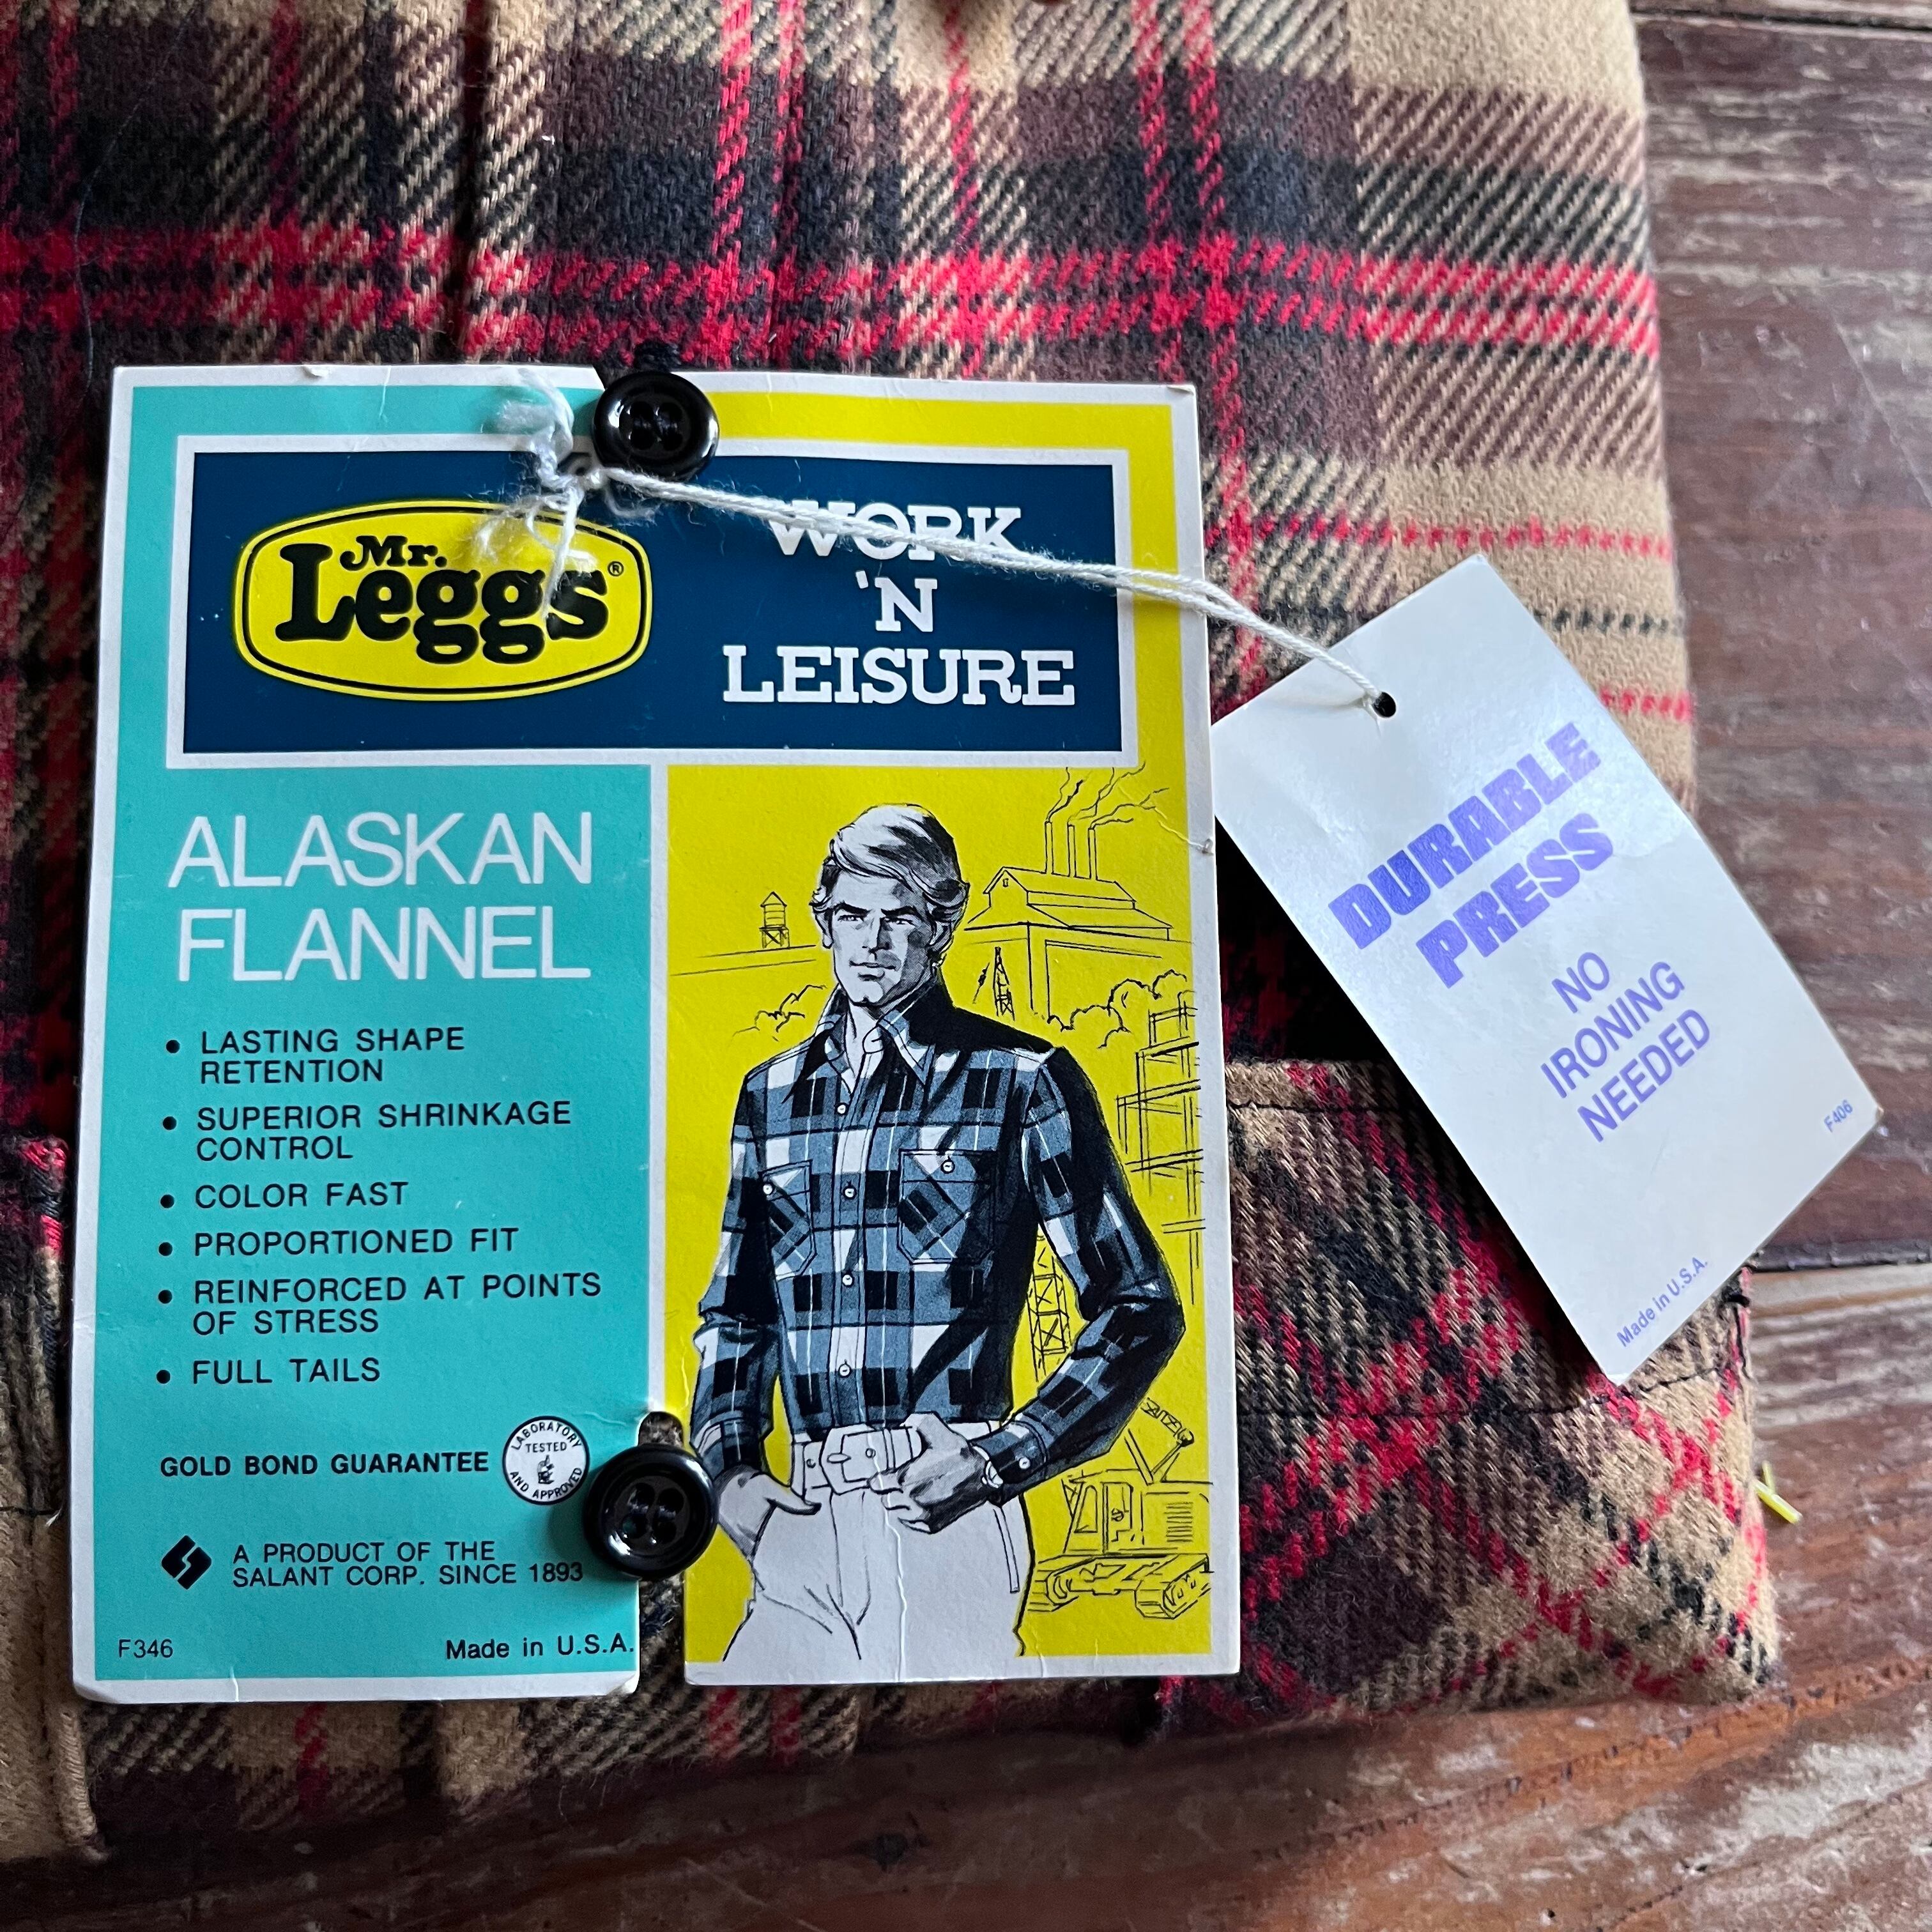 Mr.
Leggs®
WORK
'N
LEISURE
ALASKAN
FLANNEL
• LASTING SHAPE
RETENTION
• SUPERIOR SHRINKAGE
CONTROL
• COLOR FAST
• PROPORTIONED FIT
• REINFORCED AT POINTS
OF STRESS
• FULL TAILS
GOLD BOND GUARANTEE
LABORATORY
TESTED
AND APPROVED
A PRODUCT OF THE
SALANT CORP. SINCE 1893
F346
Made in U.S.A.
DURABLE
PRESS
NO
IRONING
NEEDED
F406
Made in U.S.A.